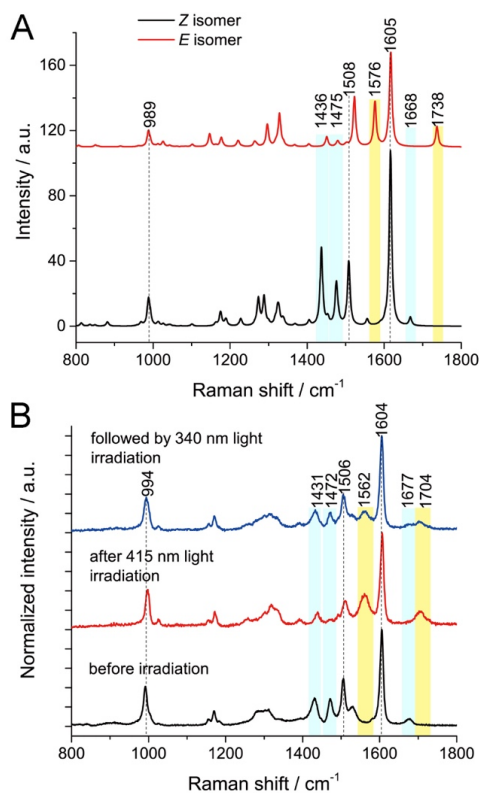 A
Z isomer
E isomer
989
1436
1475
1508
1576
1605
1668
1738
Intensity / a.u.
160
120
80
40
0
800 1000 1200 1400 1600 1800
Raman shift / cm-1
B
followed by 340 nm light
irradiation
994
1431
1472
1506
1562
1604
1677
1704
after 415 nm light
irradiation
before irradiation
Normalized intensity / a.u.
800 1000 1200 1400 1600 1800
Raman shift / cm-1